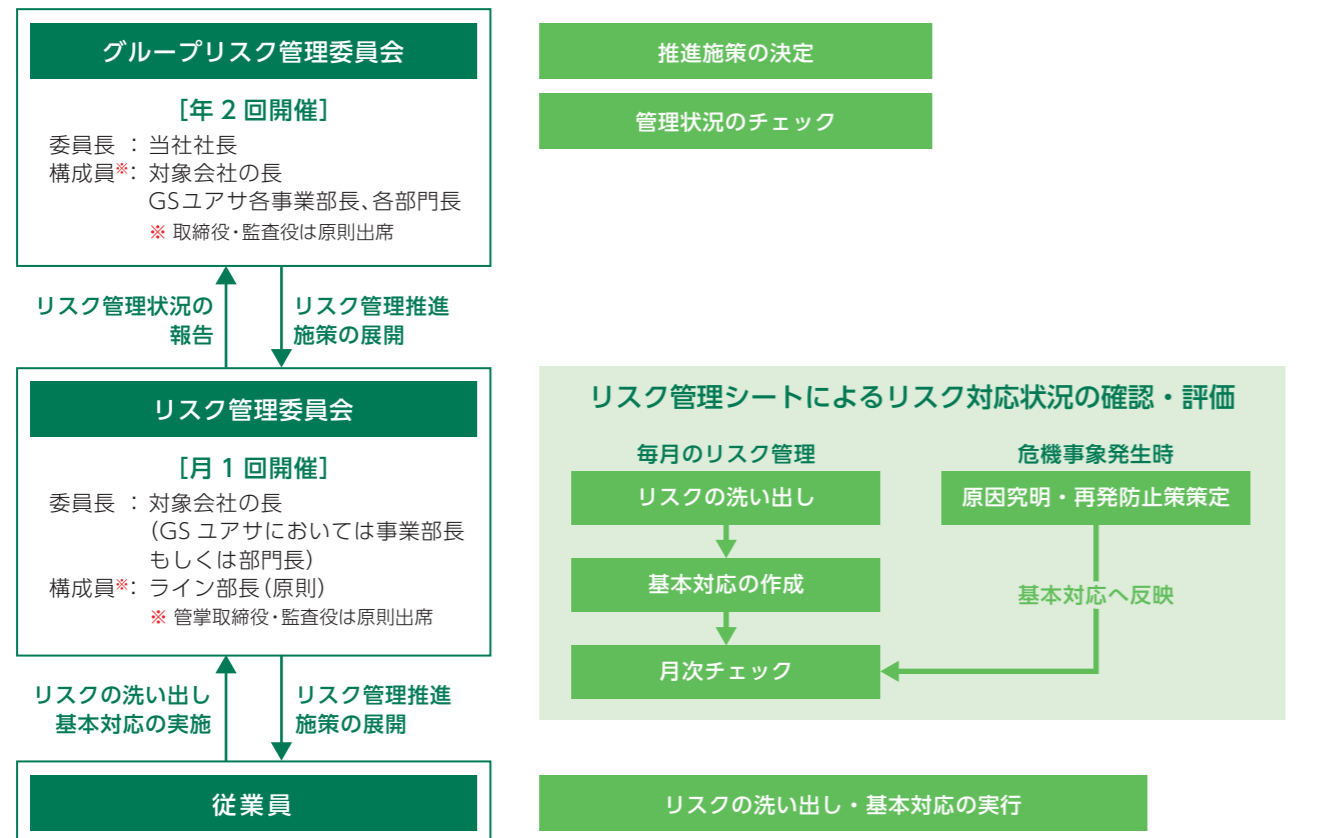 グループリスク管理委員会
［年 2 回開催］
委員長 ： 当社社長
構成員※： 対象会社の長
GSユアサ各事業部長、各部門長
※ 取締役・監査役は原則出席
推進施策の決定
管理状況のチェック
リスク管理状況の
報告
リスク管理推進
施策の展開
リスク管理委員会
［月 1 回開催］
委員長 ： 対象会社の長
（GS ユアサにおいては事業部長
もしくは部門長）
構成員※： ライン部長（原則）
※ 管掌取締役・監査役は原則出席
リスク管理シートによるリスク対応状況の確認・評価
毎月のリスク管理
リスクの洗い出し
基本対応の作成
月次チェック
危機事象発生時
原因究明・再発防止策策定
基本対応へ反映
リスクの洗い出し
基本対応の実施
リスク管理推進
施策の展開
従業員
リスクの洗い出し・基本対応の実行